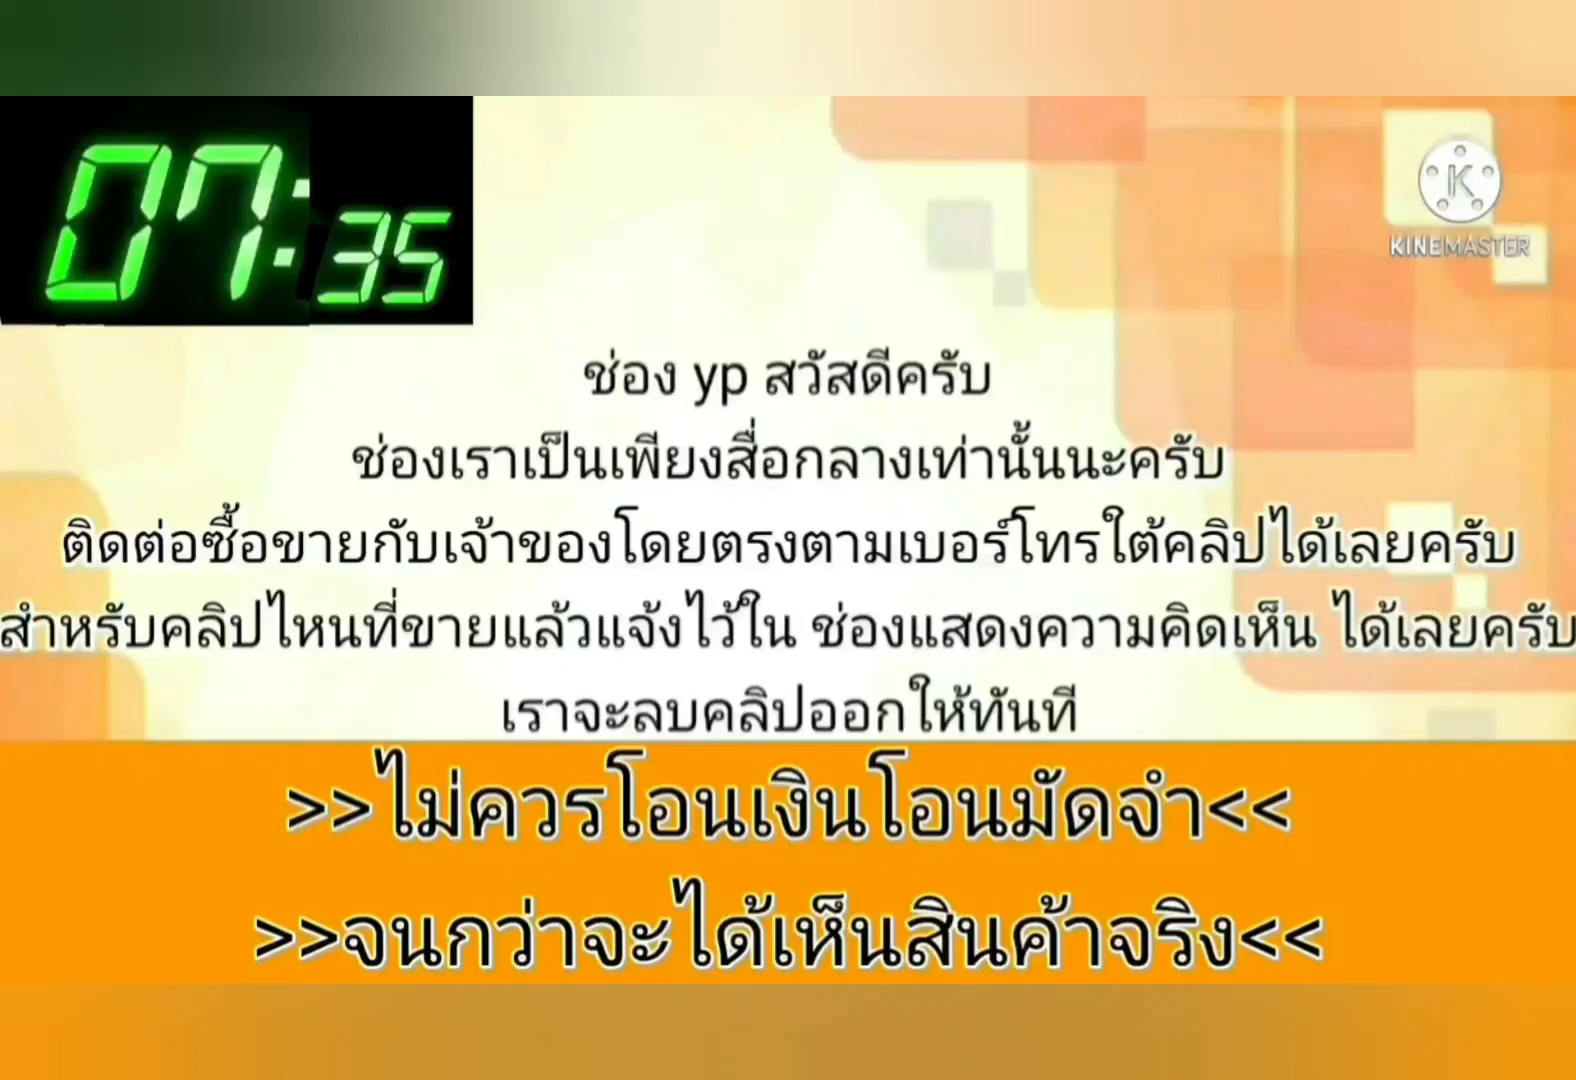 07:35
KINEMASTER
ช่อง yp สวัสดีครับ
ช่องเราเป็นเพียงสื่อกลางเท่านั้นนะครับ
ติดต่อซื้อขายกับเจ้าของโดยตรงตามเบอร์โทรใต้คลิปได้เลยครับ
สำหรับคลิปไหนที่ขายแล้วแจ้งไว้ใน ช่องแสดงความคิดเห็น ได้เลยครับ
เราจะลบคลิปออกให้ทันที
>>ไม่ควรโอนเงินโอนมัดจำ<<
>>จนกว่าจะได้เห็นสินค้าจริง<<